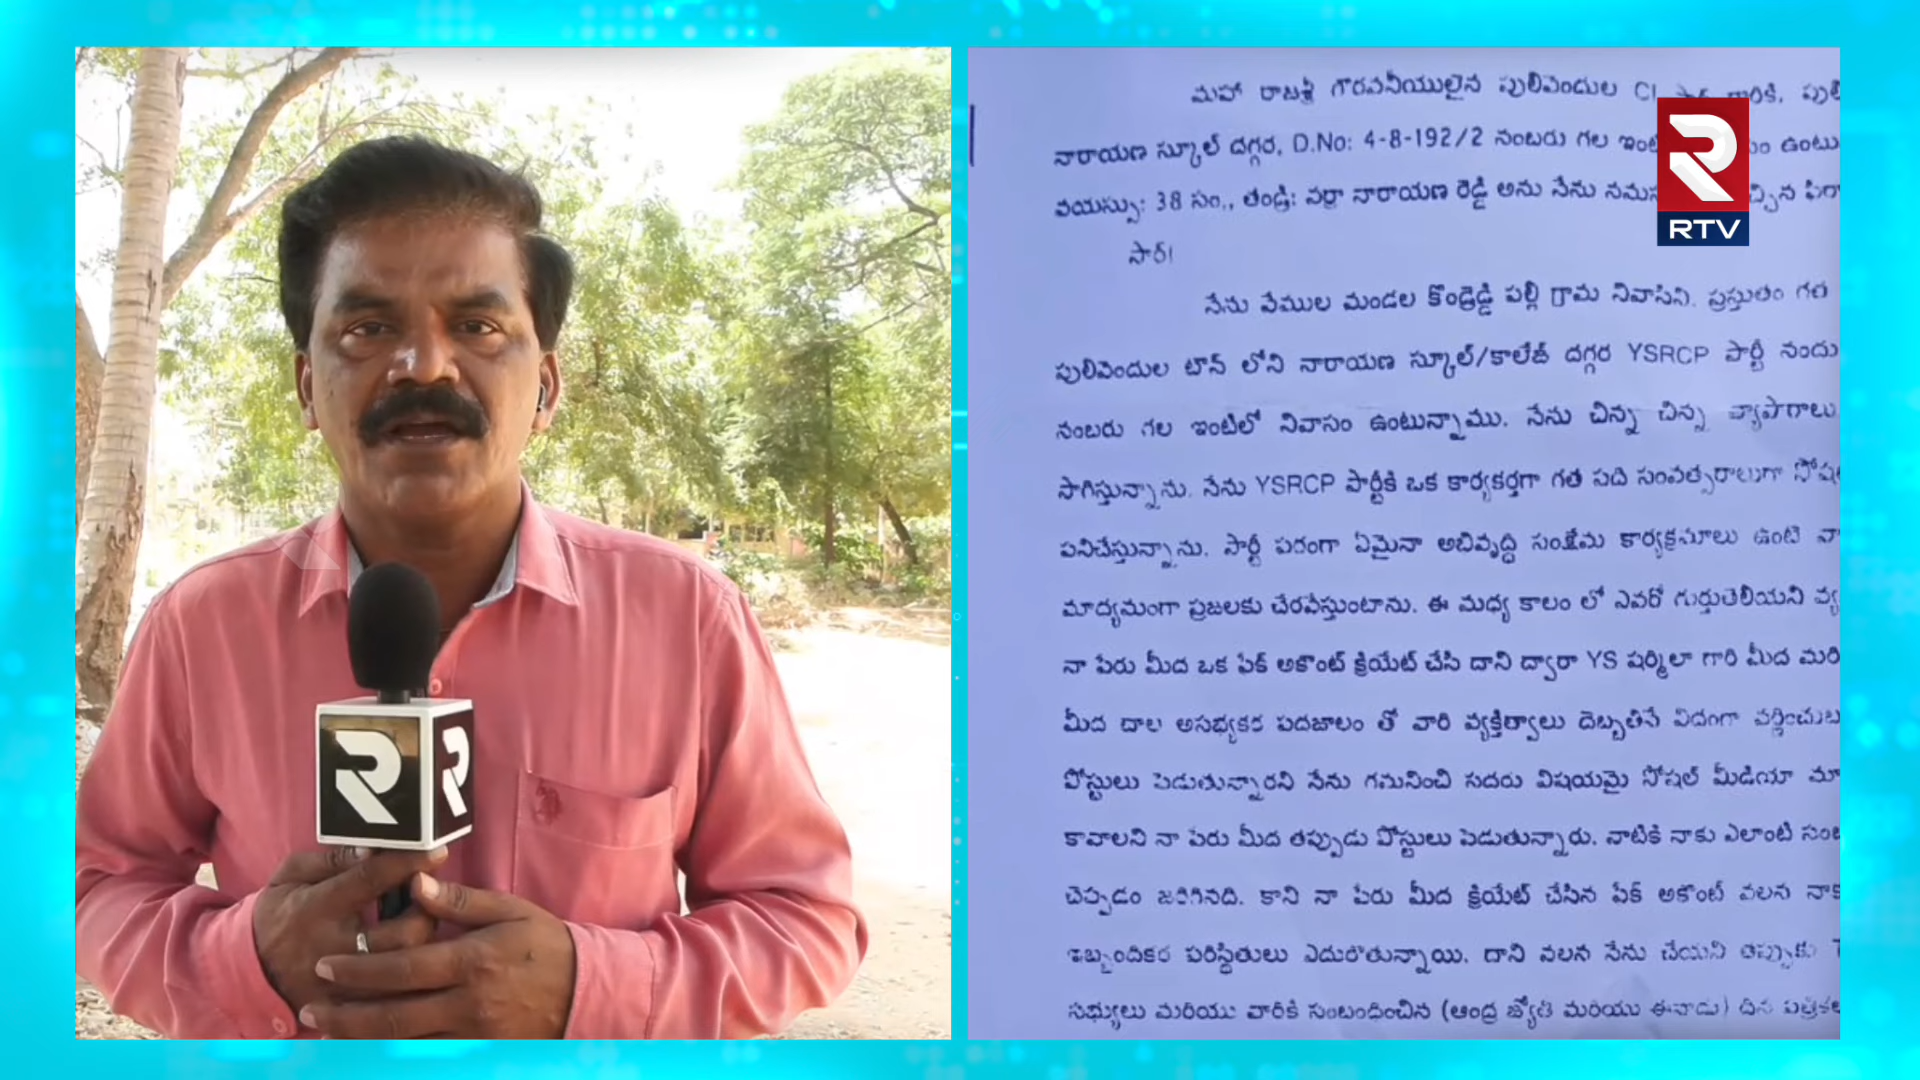 మహా రాజశ్రీ గౌరవనీయులైన పులివెందుల CI సార్ గారికి, పులి
నారాయణ స్కూల్ దగ్గర, D.No: 4-8-192/2 నంబరు గల ఇంటి ఉంటు
వయస్సు: 38 సం., తండ్రి: వర్రా నారాయణ రెడ్డి అను నేను
సార్!
నేను వేముల మండల కొండ్రెడ్డి పల్లి గ్రామ నివాసిని. ప్రస్తుతం గత
పులివెందుల టౌన్ లోని నారాయణ స్కూల్/కాలేజ్ దగ్గర YSRCP పార్టీ నందు
నంబరు గల ఇంటిలో నివాసం ఉంటున్నాము. నేను చిన్న చిన్న వ్యాపారాలు
సాగిస్తున్నాను. నేను YSRCP పార్టీకి ఒక కార్యకర్తగా గత పది సంవత్సరాలుగా
పనిచేస్తున్నాను. పార్టీ పరంగా ఏమైనా అభివృద్ధి సంక్షేమ కార్యక్రమాలు ఉంటే
మాధ్యమంగా ప్రజలకు చేరవేస్తుంటాను. ఈ మధ్య కాలం లో ఎవరో గుర్తుతెలియని
నా పేరు మీద ఒక ఫేక్ అకౌంట్ క్రియేట్ చేసి దాని ద్వారా YS షర్మిలా గారి మీద మరి
మీద చాల అసభ్యకర పదజాలం తో వారి వ్యక్తిత్వాలు దెబ్బతినే విదంగా
పోస్టులు పెడుతున్నారని నేను గమనించి సదరు విషయమై సోషల్ మీడియా మా
కావాలని నా పేరు మీద తప్పుడు పోస్టులు పెడుతున్నారు. వాటికి నాకు ఎలాంటి
చెప్పడం జరిగినది. కాని నా పేరు మీద క్రియేట్ చేసిన ఫేక్ అకౌంట్ వలన
ఇబ్బందికర పరిస్థితులు ఎదురౌతున్నాయి. దాని వలన నేను చేయని తప్పుకు
సభ్యులు మరియు వారికి సంబంధించిన (ఆంధ్ర జ్యోతి మరియు ఈనాడు) దిన
R
RTV
R
R